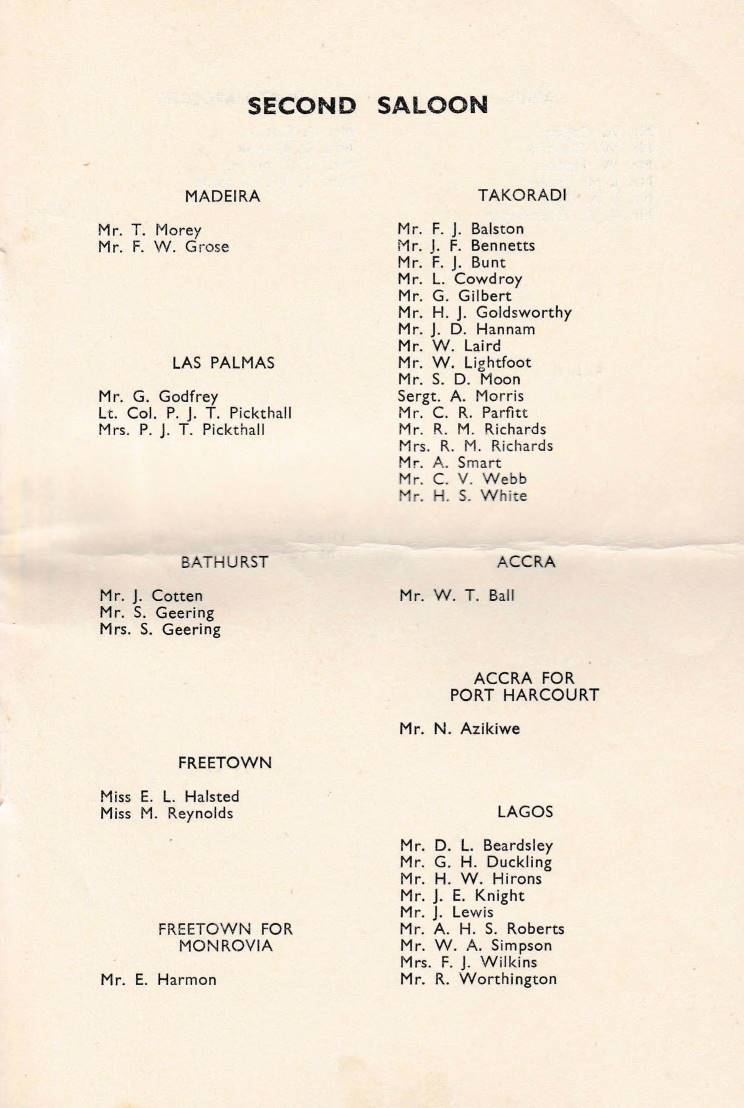 SECOND SALOON
MADEIRA
Mr. T. Morey
Mr. F. W. Grose
LAS PALMAS
Mr. G. Godfrey
Lt. Col. P. J. T. Pickthall
Mrs. P. J. T. Pickthall
BATHURST
Mr. J. Cotten
Mr. S. Geering
Mrs. S. Geering
FREETOWN
Miss E. L. Halsted
Miss M. Reynolds
FREETOWN FOR
MONROVIA
Mr. E. Harmon
TAKORADI
Mr. F. J. Balston
Mr. J. F. Bennetts
Mr. F. J. Bunt
Mr. L. Cowdroy
Mr. G. Gilbert
Mr. H. J. Goldsworthy
Mr. J. D. Hannam
Mr. W. Laird
Mr. W. Lightfoot
Mr. S. D. Moon
Sergt. A. Morris
Mr. C. R. Parfitt
Mr. R. M. Richards
Mrs. R. M. Richards
Mr. A. Smart
Mr. C. V. Webb
Mr. H. S. White
ACCRA
Mr. W. T. Ball
ACCRA FOR
PORT HARCOURT
Mr. N. Azikiwe
LAGOS
Mr. D. L. Beardsley
Mr. G. H. Duckling
Mr. H. W. Hirons
Mr. J. E. Knight
Mr. J. Lewis
Mr. A. H. S. Roberts
Mr. W. A. Simpson
Mrs. F. J. Wilkins
Mr. R. Worthington